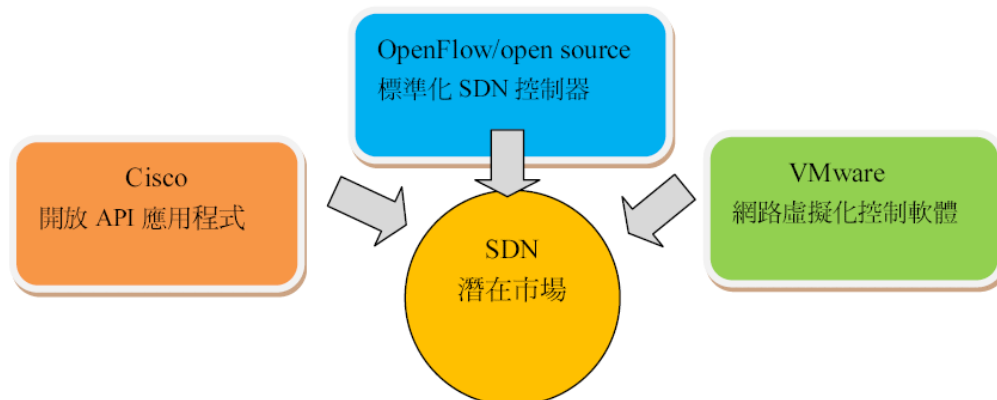 OpenFlow/open source
標準化 SDN 控制器
Cisco
開放 API 應用程式
VMware
網路虛擬化控制軟體
SDN
潛在市場